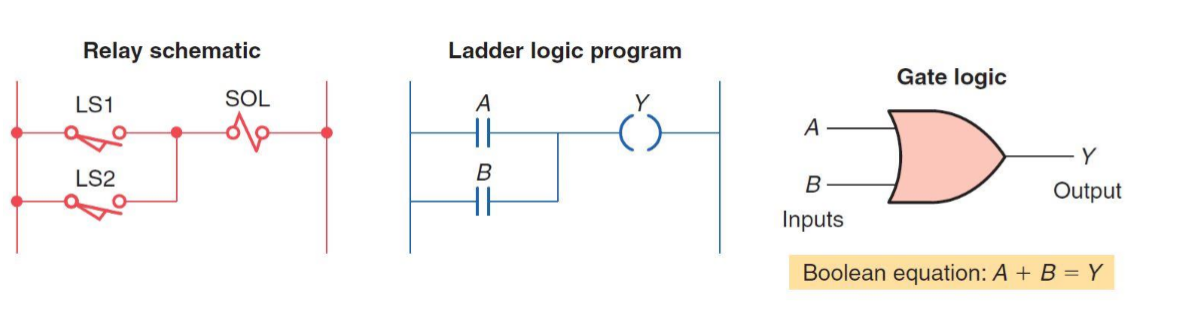 Relay schematic
LS1
SOL
LS2
Ladder logic program
A
Y
B
Gate logic
A
B
Inputs
Y
Output
Boolean equation: A + B = Y